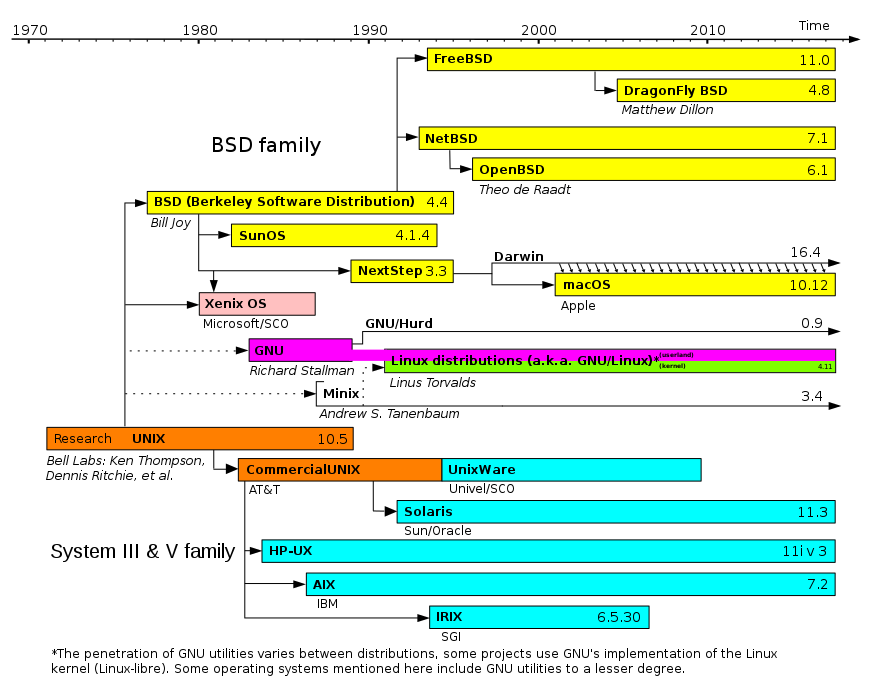 1970 1980 1990 2000 2010 Time
FreeBSD 11.0
DragonFly BSD 4.8
Matthew Dillon
BSD family
NetBSD 7.1
OpenBSD 6.1
Theo de Raadt
BSD (Berkeley Software Distribution) 4.4
Bill Joy
SunOS 4.1.4
Darwin 16.4
NextStep 3.3
macOS 10.12
Apple
Xenix OS
Microsoft/SCO
GNU/Hurd 0.9
GNU
Richard Stallman
Linux distributions (a.k.a. GNU/Linux)* (userland)
(kernel) 4.11
Linus Torvalds
Minix 3.4
Andrew S. Tanenbaum
Research UNIX 10.5
Bell Labs: Ken Thompson,
Dennis Ritchie, et al.
CommercialUNIX UnixWare
AT&T Univel/SCO
Solaris 11.3
Sun/Oracle
System III & V family
HP-UX 11i v 3
AIX 7.2
IBM
IRIX 6.5.30
SGI
*The penetration of GNU utilities varies between distributions, some projects use GNU's implementation of the Linux
kernel (Linux-libre). Some operating systems mentioned here include GNU utilities to a lesser degree.